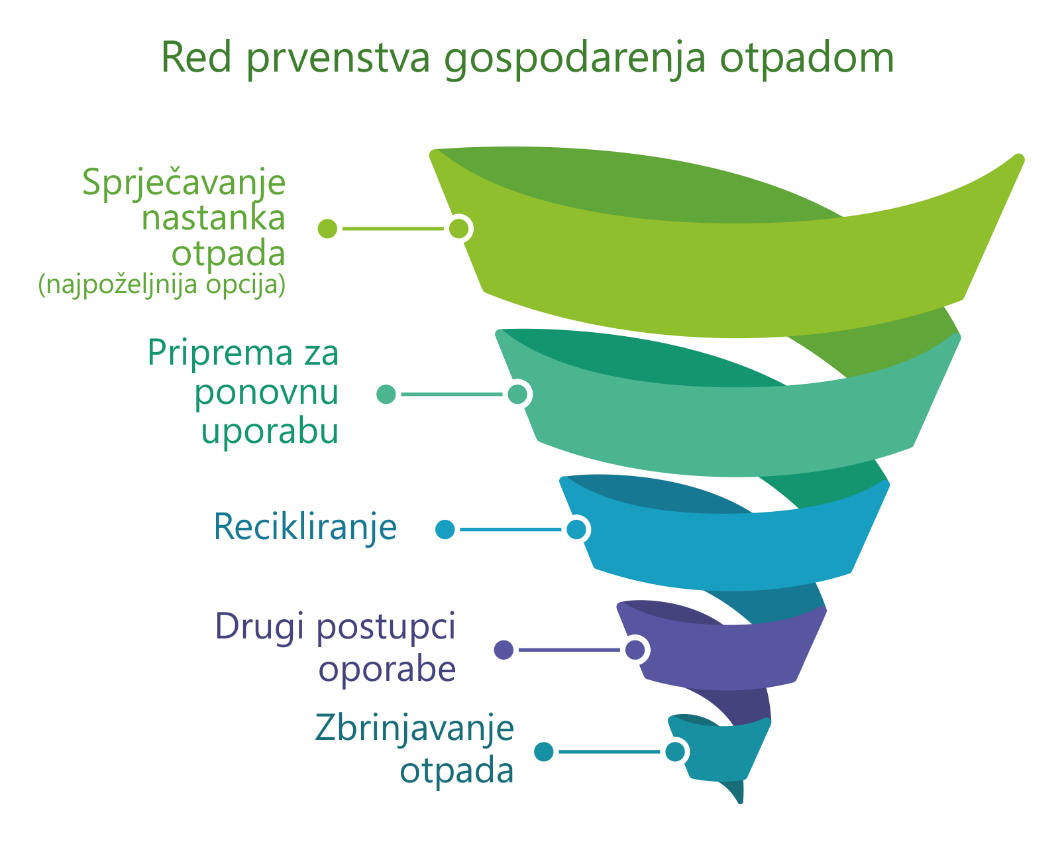 Red prvenstva gospodarenja otpadom
Sprječavanje
nastanka
otpada
(najpoželjnija opcija)
Priprema za
ponovnu
uporabu
Recikliranje
Drugi postupci
oporabe
Zbrinjavanje
otpada